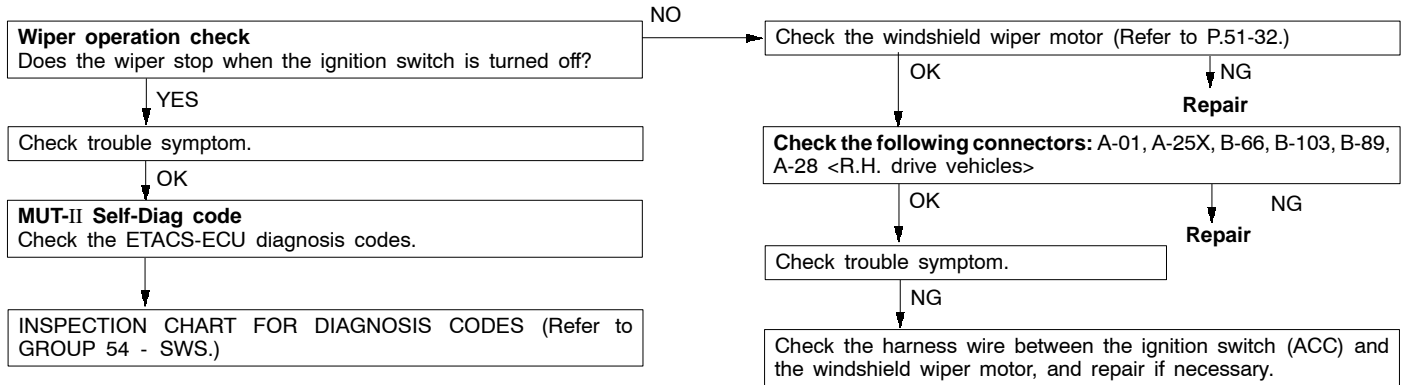 Wiper operation check
Does the wiper stop when the ignition switch is turned off?
NO
YES
Check trouble symptom.
OK
MUT-II Self-Diag code
Check the ETACS-ECU diagnosis codes.
INSPECTION CHART FOR DIAGNOSIS CODES (Refer to
GROUP 54 - SWS.)
Check the windshield wiper motor (Refer to P.51-32.)
OK
NG
Repair
Check the following connectors: A-01, A-25X, B-66, B-103, B-89,
A-28 <R.H. drive vehicles>
OK
NG
Repair
Check trouble symptom.
NG
Check the harness wire between the ignition switch (ACC) and
the windshield wiper motor, and repair if necessary.